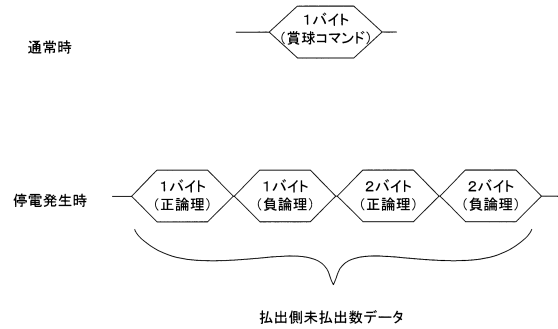 通常時
1バイト
(賞球コマンド)
停電発生時
1バイト
(正論理)
1バイト
(負論理)
2バイト
(正論理)
2バイト
(負論理)
払出側未払出数データ